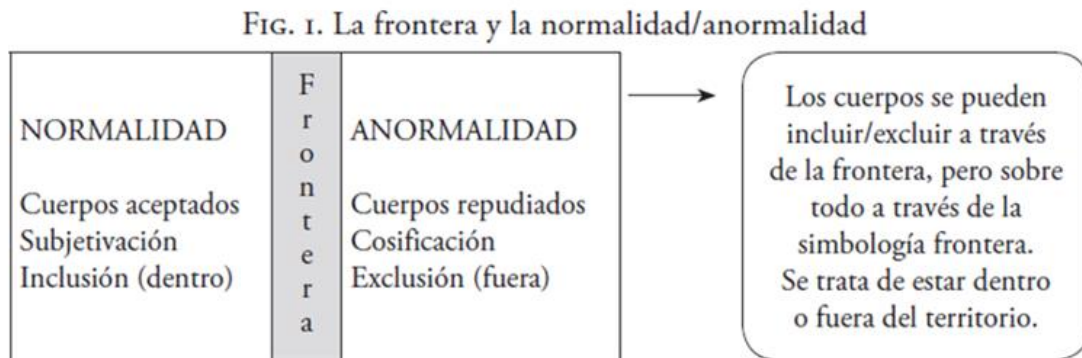 FIG. 1. La frontera y la normalidad/anormalidad
NORMALIDAD
Cuerpos aceptados
Subjetivación
Inclusión (dentro)
Frontera
ANORMALIDAD
Cuerpos repudiados
Cosificación
Exclusión (fuera)
Los cuerpos se pueden
incluir/excluir a través
de la frontera, pero sobre
todo a través de la
simbología frontera.
Se trata de estar dentro
o fuera del territorio.